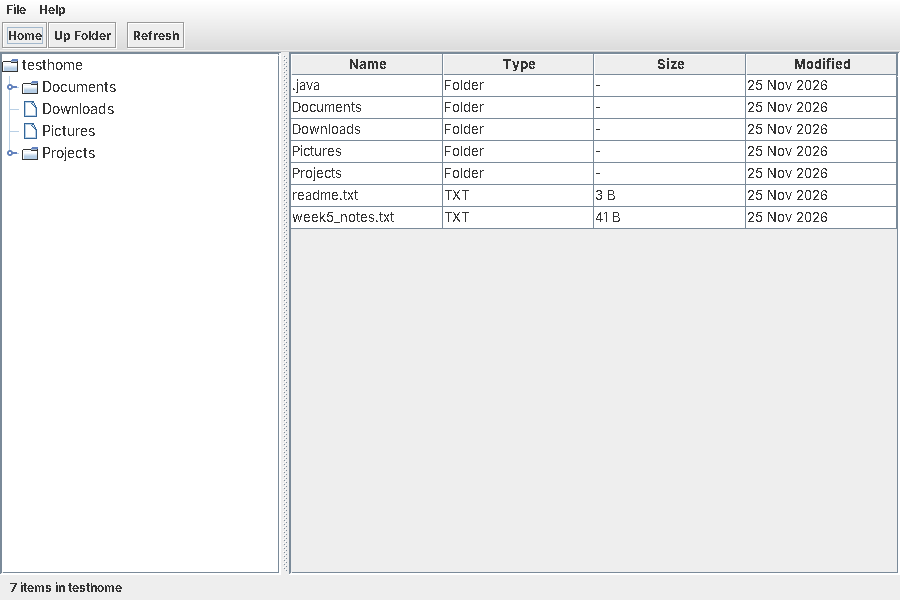 File Help
Home Up Folder Refresh
testhome
Documents
Downloads
Pictures
Projects
Name Type Size Modified
.java Folder - 25 Nov 2026
Documents Folder - 25 Nov 2026
Downloads Folder - 25 Nov 2026
Pictures Folder - 25 Nov 2026
Projects Folder - 25 Nov 2026
readme.txt TXT 3 B 25 Nov 2026
week5_notes.txt TXT 41 B 25 Nov 2026
7 items in testhome